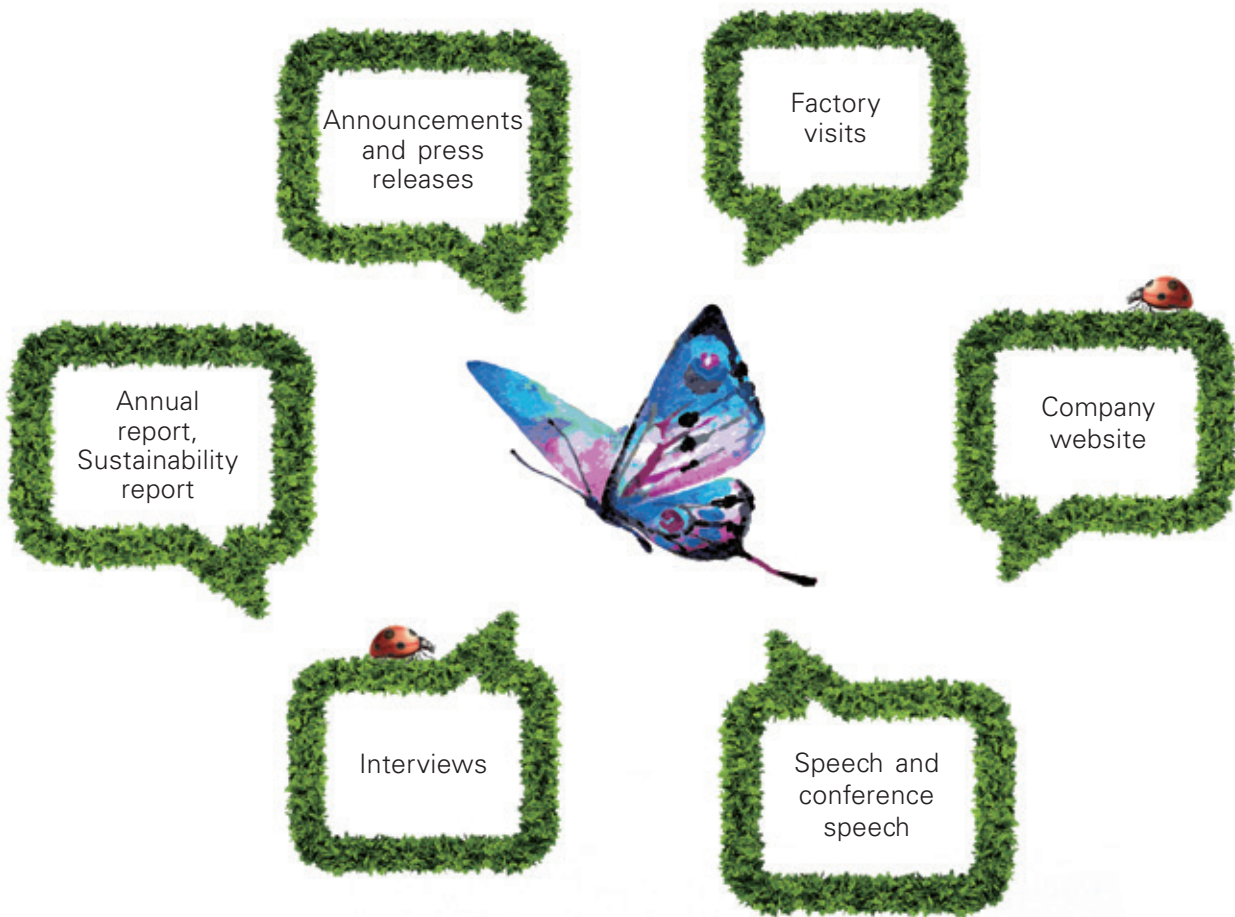 Announcements
and press
releases
Factory
visits
Annual
report,
Sustainability
report
Company
website
Interviews
Speech and
conference
speech